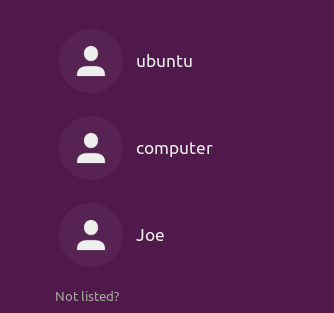 ubuntu
computer
Joe
Not listed?